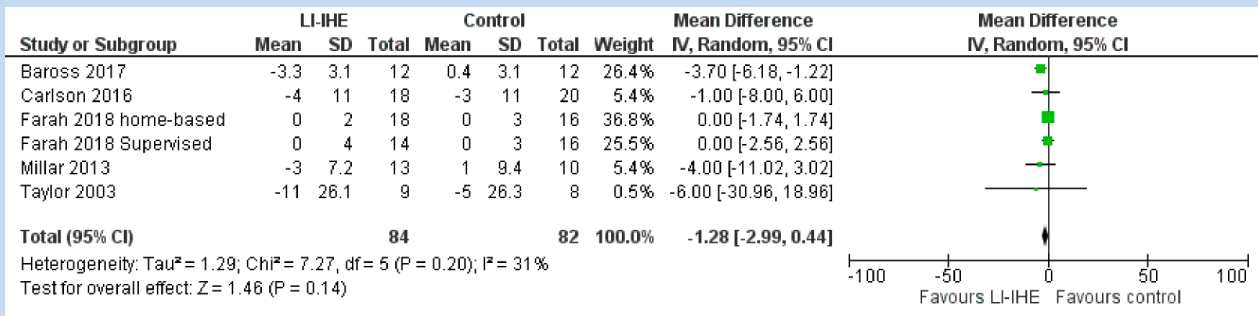 LI-IHE Control Mean Difference Mean Difference
Study or Subgroup Mean SD Total Mean SD Total Weight IV, Random, 95% CI IV, Random, 95% CI
Baross 2017 -3.3 3.1 12 0.4 3.1 12 26.4% -3.70 [-6.18, -1.22]
Carlson 2016 -4 11 18 -3 11 20 5.4% -1.00 [-8.00, 6.00]
Farah 2018 home-based 0 2 18 0 3 16 36.8% 0.00 [-1.74, 1.74]
Farah 2018 Supervised 0 4 14 0 3 16 25.5% 0.00 [-2.56, 2.56]
Millar 2013 -3 7.2 13 1 9.4 10 5.4% -4.00 [-11.02, 3.02]
Taylor 2003 -11 26.1 9 -5 26.3 8 0.5% -6.00 [-30.96, 18.96]
Total (95% CI) 84 82 100.0% -1.28 [-2.99, 0.44]
Heterogeneity: Tau² = 1.29; Chi² = 7.27, df = 5 (P = 0.20); I² = 31%
Test for overall effect: Z = 1.46 (P = 0.14)
-100 -50 0 50 100
Favours LI-IHE Favours control